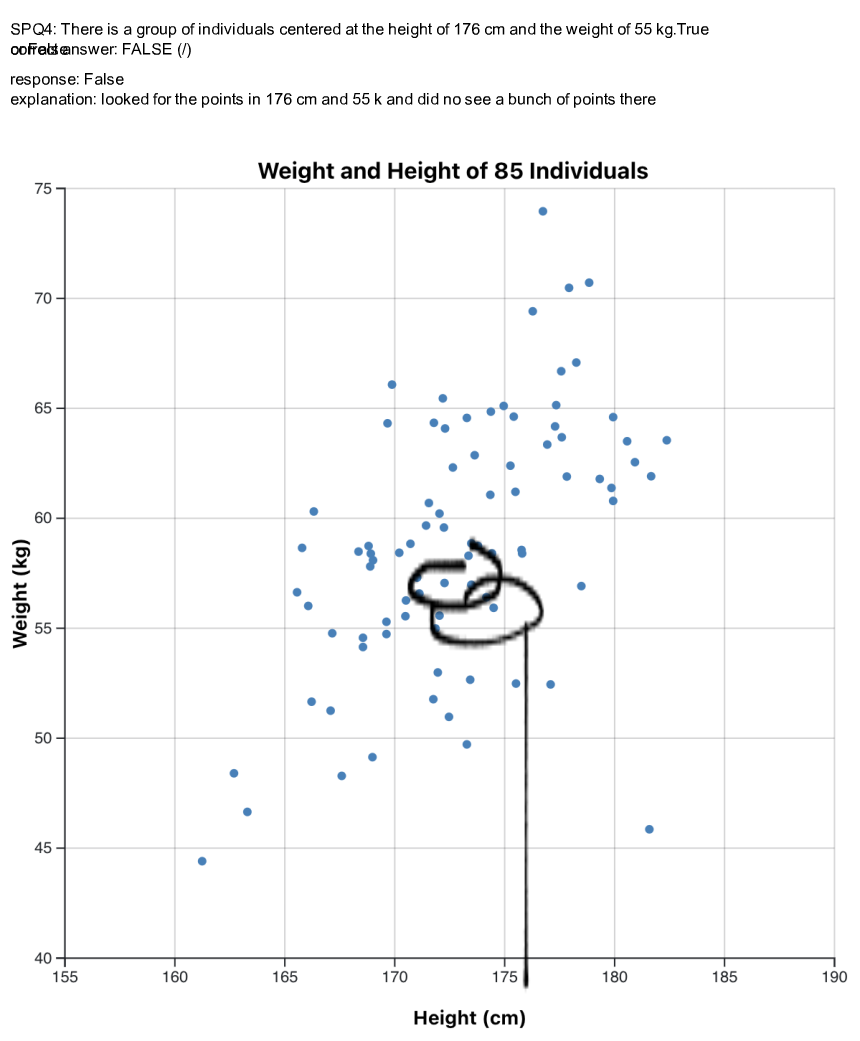 SPQ4: There is a group of individuals centered at the height of 176 cm and the weight of 55 kg.True
or False
correct answer: FALSE (/)
response: False
explanation: looked for the points in 176 cm and 55 k and did no see a bunch of points there
Weight and Height of 85 Individuals
75
70
65
60
55
50
45
40
Weight (kg)
155 160 165 170 175 180 185 190
Height (cm)